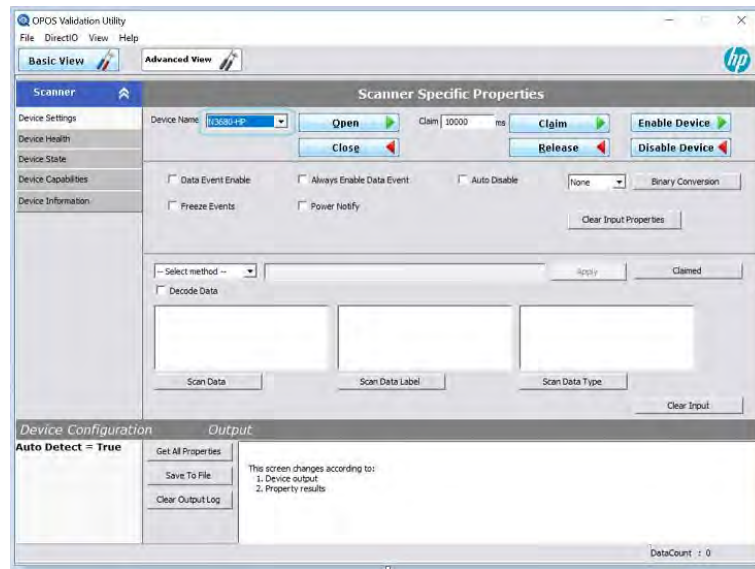 OPOS Validation Utility
File DirectIO View Help
Basic View
Advanced View
hp
Scanner
Scanner Specific Properties
Device Settings
Device Health
Device State
Device Capabilities
Device Information
Device Name N3680-HP Open Claim 10000 ms Claim Enable Device
Close Release Disable Device
Data Event Enable Always Enable Data Event Auto Disable None Binary Conversion
Freeze Events Power Notify
Clear Input Properties
-- Select method -- Apply Claimed
Decode Data
Scan Data Scan Data Label Scan Data Type
Clear Input
Device Configuration Output
Auto Detect = True
Get All Properties
Save To File
Clear Output Log
This screen changes according to:
1. Device output
2. Property results
DataCount : 0